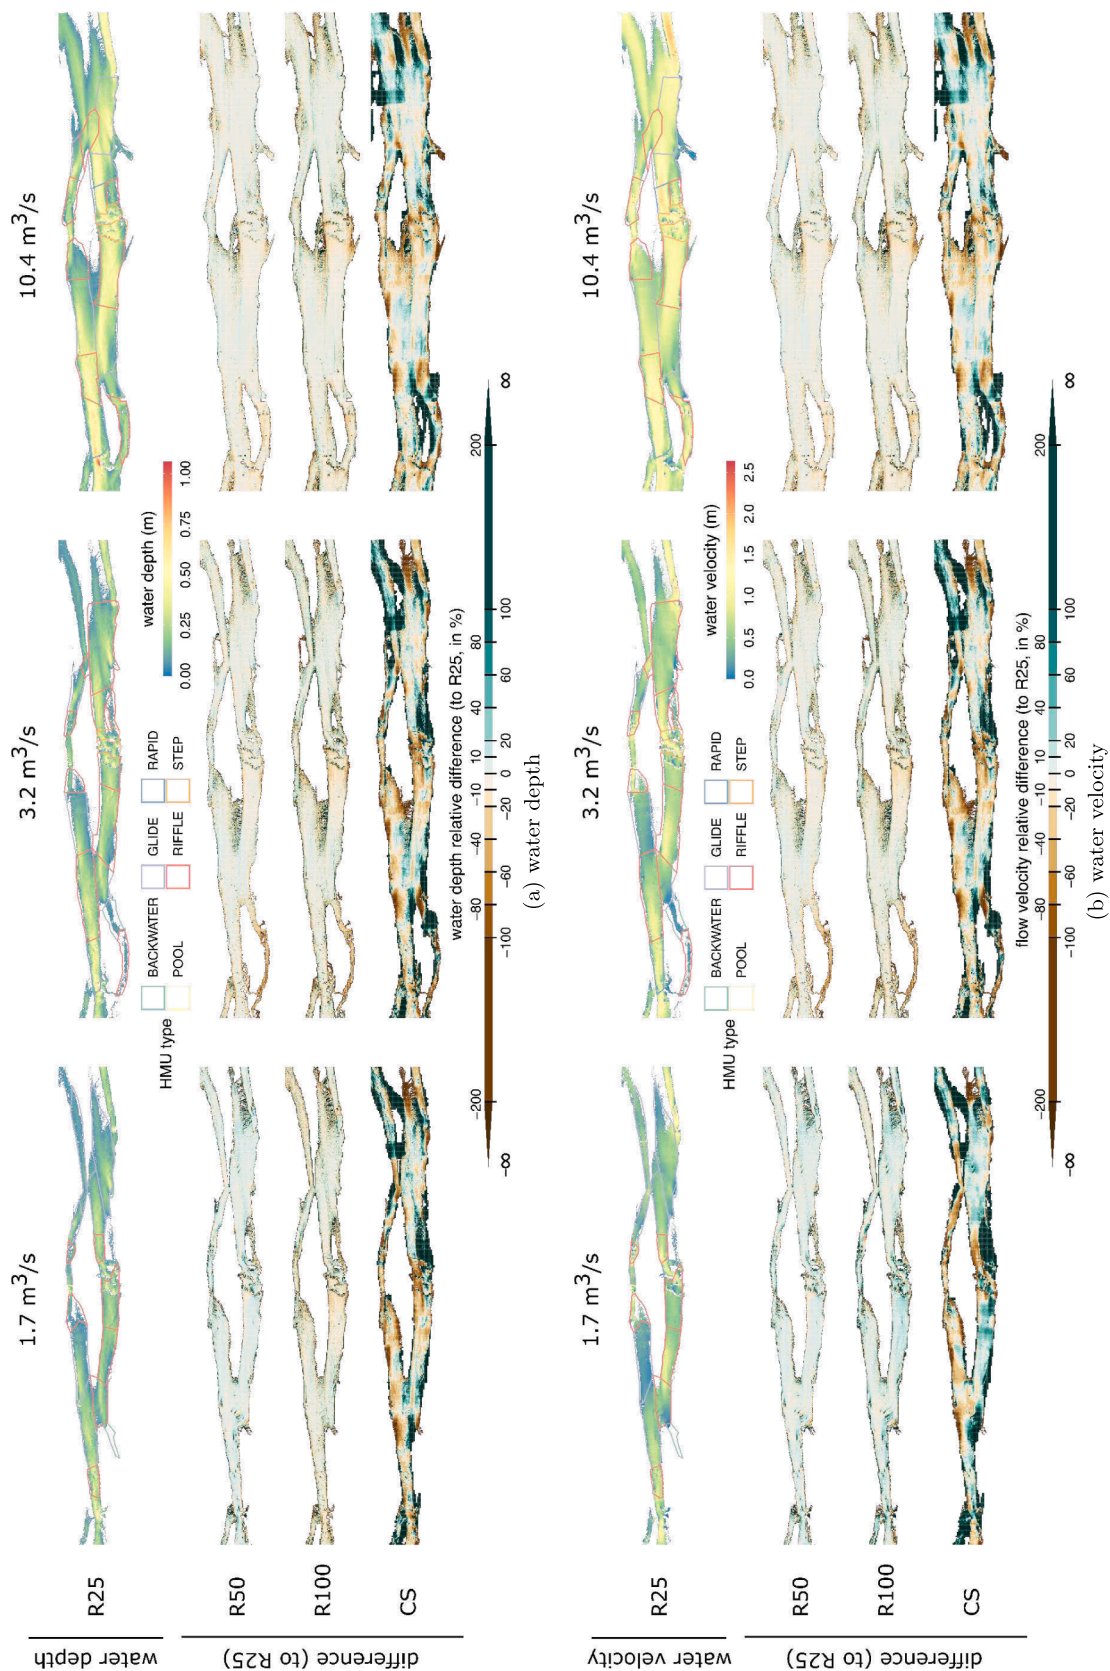 1.7 m³/s
3.2 m³/s
10.4 m³/s
water depth
R25
HMU type
BACKWATER
GLIDE
RAPID
POOL
RIFFLE
STEP
water depth (m)
0.00
0.25
0.50
0.75
1.00
difference (to R25)
R50
R100
CS
water depth relative difference (to R25, in %)
-∞ -200 -100 -80 -60 -40 -20 -10 0 10 20 40 60 80 100 200 ∞
(a) water depth
1.7 m³/s
3.2 m³/s
10.4 m³/s
water velocity
R25
HMU type
BACKWATER
GLIDE
RAPID
POOL
RIFFLE
STEP
water velocity (m)
0.0
0.5
1.0
1.5
2.0
2.5
difference (to R25)
R50
R100
CS
flow velocity relative difference (to R25, in %)
-∞ -200 -100 -80 -60 -40 -20 -10 0 10 20 40 60 80 100 200 ∞
(b) water velocity